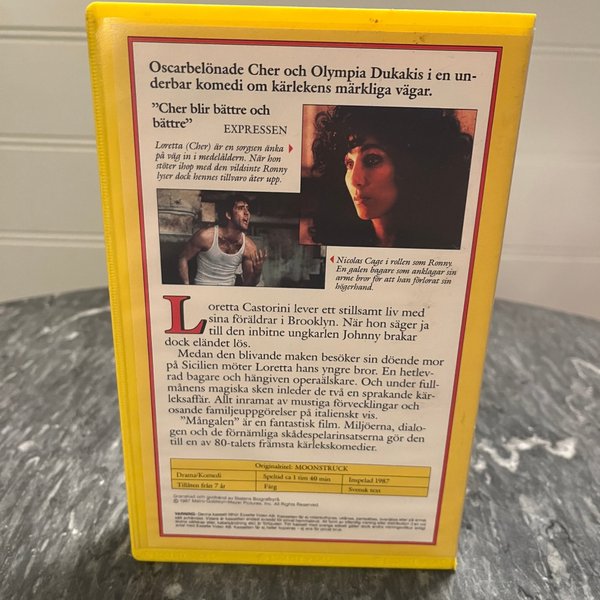 Oscarbelönade Cher och Olympia Dukakis i en un-
derbar komedi om kärlekens märkliga vägar.
”Cher blir bättre och
bättre”
EXPRESSEN
Loretta (Cher) är en sorgsen änka
på väg in i medelåldern. När hon
stöter ihop med den vildsinte Ronny
lyser dock hennes tillvaro åter upp.
Nicolas Cage i rollen som Ronny.
En galen bagare som anklagar sin
arme bror för att han förlorat sin
högerhand.
Loretta Castorini lever ett stillsamt liv med
sina föräldrar i Brooklyn. När hon säger ja
till den inbitne ungkarlen Johnny brakar
dock eländet lös.
Medan den blivande maken besöker sin döende mor
på Sicilien möter Loretta hans yngre bror. En hetlev-
rad bagare och hängiven operaälskare. Och under full-
månens magiska sken inleder de två en sprakande kär-
leksaffär. Allt inramat av mustiga förvecklingar och
osande familjeuppgörelser på italienskt vis.
”Mångalen” är en fantastisk film. Miljöerna, dialo-
gen och de förnämliga skådespelarinsatserna gör den
till en av 80-talets främsta kärlekskomedier.
Originaltitel: MOONSTRUCK
Drama/Komedi Speltid ca 1 tim 40 min Inspelad 1987
Tillåten från 7 år Färg Svensk text
Granskad och godkänd av Statens Biografbyrå.
© 1987 Metro-Goldwyn-Mayer Pictures, Inc. All Rights Reserved